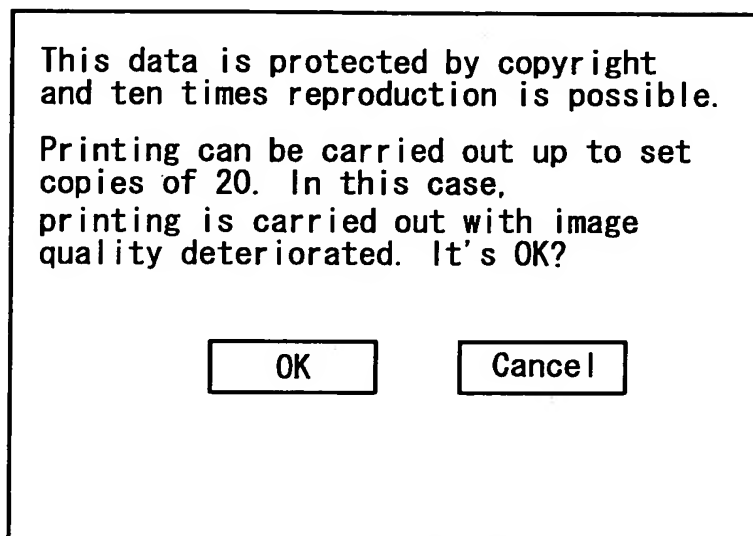 This data is protected by copyright
and ten times reproduction is possible.
Printing can be carried out up to set
copies of 20. In this case,
printing is carried out with image
quality deteriorated. It's OK?
OK
Cancel